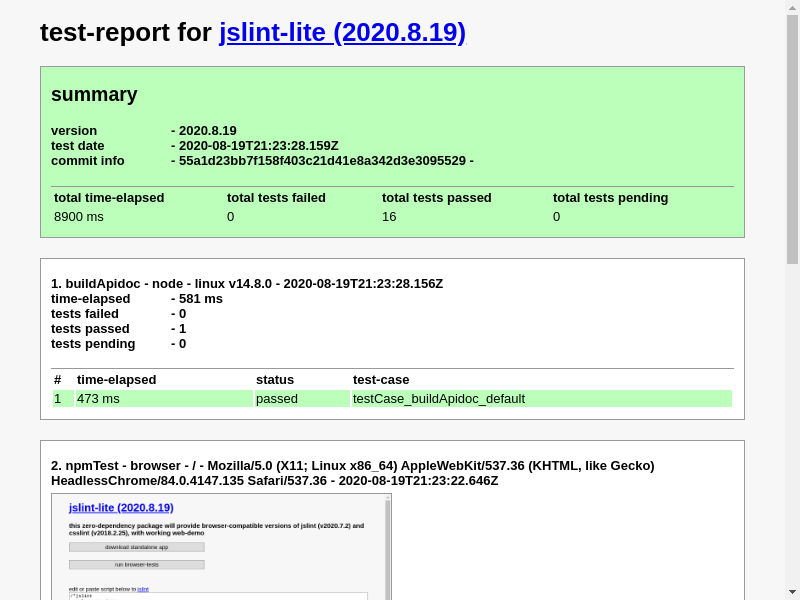 test-report for jslint-lite (2020.8.19)
summary
version - 2020.8.19
test date - 2020-08-19T21:23:28.159Z
commit info - 55a1d23bb7f158f403c21d41e8a342d3e3095529 -
total time-elapsed total tests failed total tests passed total tests pending
8900 ms 0 16 0
1. buildApidoc - node - linux v14.8.0 - 2020-08-19T21:23:28.156Z
time-elapsed - 581 ms
tests failed - 0
tests passed - 1
tests pending - 0
# time-elapsed status test-case
1 473 ms passed testCase_buildApidoc_default
2. npmTest - browser - / - Mozilla/5.0 (X11; Linux x86_64) AppleWebKit/537.36 (KHTML, like Gecko)
HeadlessChrome/84.0.4147.135 Safari/537.36 - 2020-08-19T21:23:22.646Z
jslint-lite (2020.8.19)
this zero-dependency package will provide browser-compatible versions of jslint (v2020.7.2) and
csslint (v2018.2.25), with working web-demo
download standalone app
run browser-tests
edit or paste script below to jslint
/*jslint